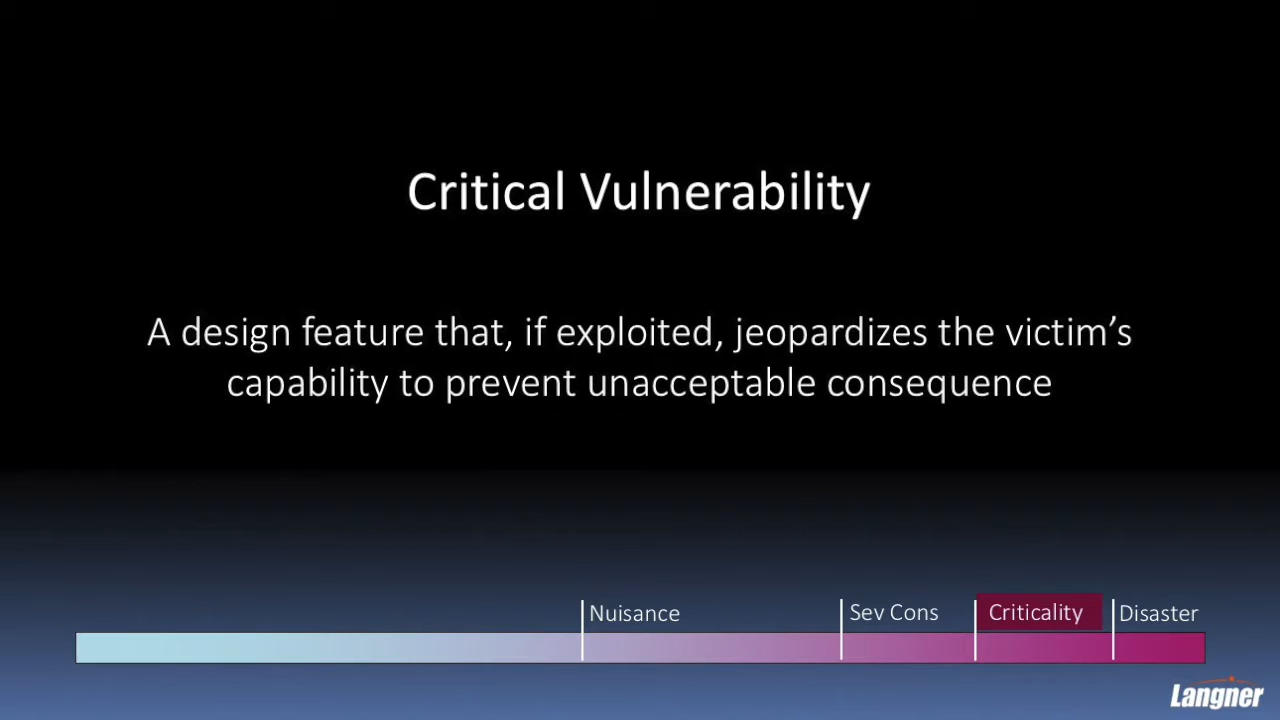 Critical Vulnerability
A design feature that, if exploited, jeopardizes the victim’s
capability to prevent unacceptable consequence
Nuisance
Sev Cons
Criticality
Disaster
Langner